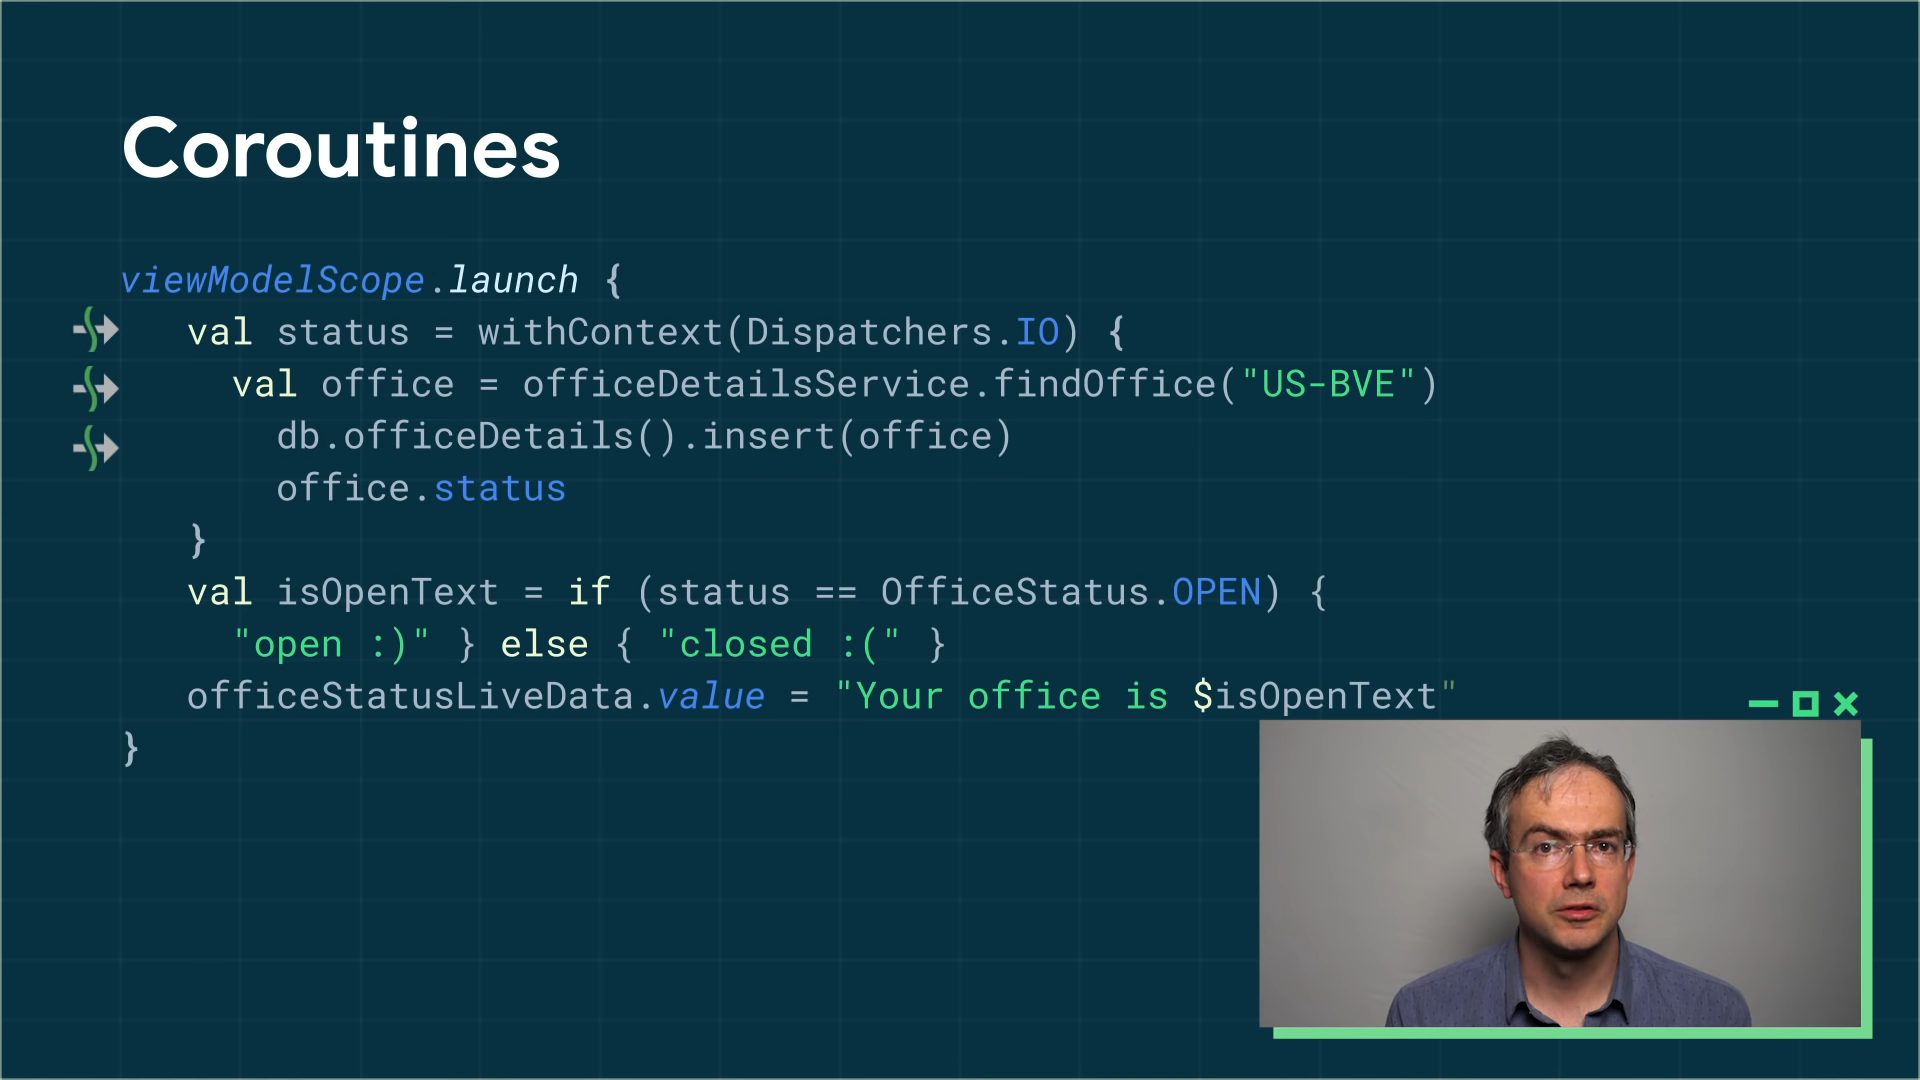 Coroutines
viewModelScope.launch {
val status = withContext(Dispatchers.IO) {
val office = officeDetailsService.findOffice("US-BVE")
db.officeDetails().insert(office)
office.status
}
val isOpenText = if (status == OfficeStatus.OPEN) {
"open :)" } else { "closed :(" }
officeStatusLiveData.value = "Your office is $isOpenText"
}